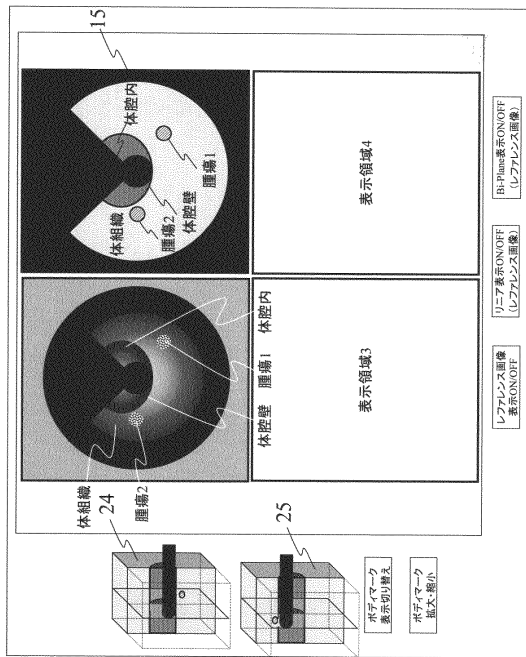 24
25
ボディマーク
表示切り替え
ボディマーク
拡大・縮小
体組織
腫瘍2
体腔壁
腫瘍1
体腔内
15
体組織
腫瘍2
体腔壁
腫瘍1
体腔内
表示領域3
表示領域4
レファレンス画像
表示ON/OFF
リニア表示ON/OFF
(レファレンス画像)
Bi-Plane表示ON/OFF
(レファレンス画像)